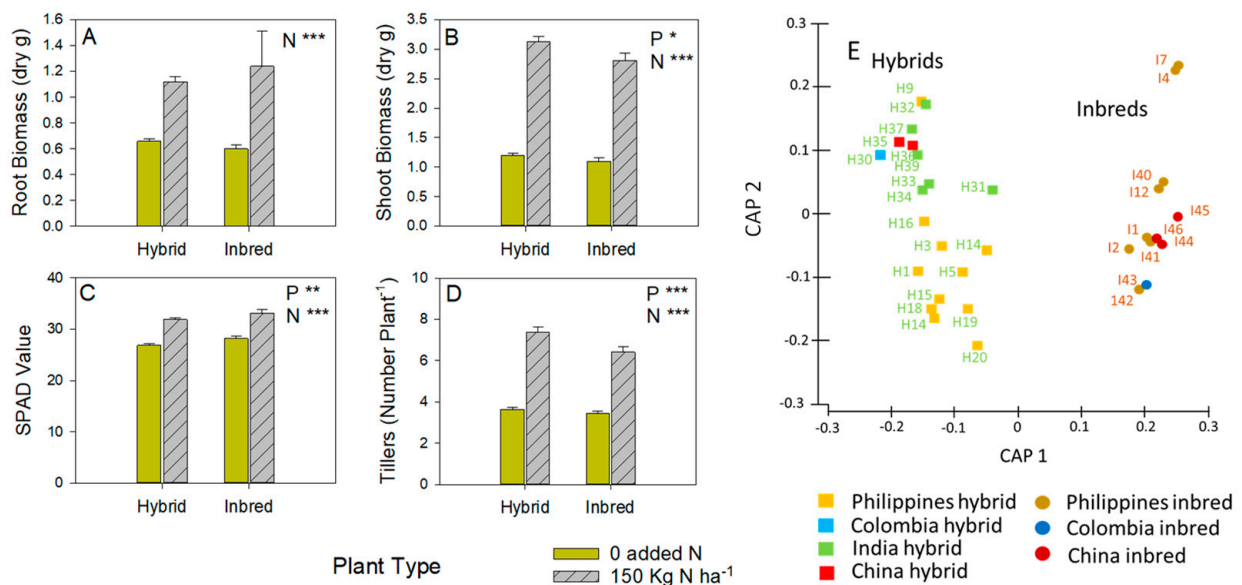 A
N ***
Root Biomass (dry g)
1.6
1.4
1.2
1.0
0.8
0.6
0.4
0.2
0.0
Hybrid Inbred
B
P *
N ***
Shoot Biomass (dry g)
3.5
3.0
2.5
2.0
1.5
1.0
0.5
0.0
Hybrid Inbred
C
P **
N ***
SPAD Value
40
30
20
10
0
Hybrid Inbred
D
P ***
N ***
Tillers (Number Plant⁻¹)
10
8
6
4
2
0
Hybrid Inbred
Plant Type
0 added N
150 Kg N ha⁻¹
E
Hybrids
Inbreds
CAP 2
0.3
0.2
0.1
0
-0.1
-0.2
-0.3
H9
H32
H37
H35
H30
H38
H39
H33
H34
H31
H16
H3
H14
H1
H5
H15
H18
H14
H19
H20
I7
I4
I40
I12
I45
I1
I46
I2
I44
I41
I43
142
-0.3 -0.2 -0.1 0 0.1 0.2 0.3
CAP 1
Philippines hybrid
Colombia hybrid
India hybrid
China hybrid
Philippines inbred
Colombia inbred
China inbred